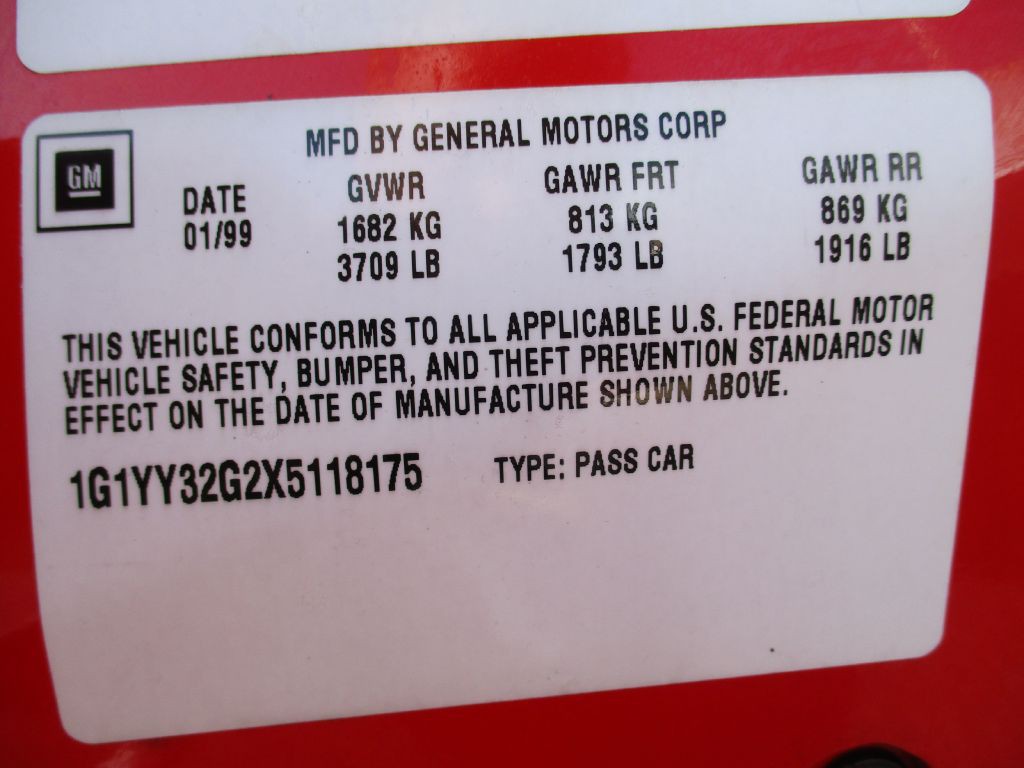 MFD BY GENERAL MOTORS CORP
GM
DATE GVWR GAWR FRT GAWR RR
01/99 1682 KG 813 KG 869 KG
3709 LB 1793 LB 1916 LB
THIS VEHICLE CONFORMS TO ALL APPLICABLE U.S. FEDERAL MOTOR
VEHICLE SAFETY, BUMPER, AND THEFT PREVENTION STANDARDS IN
EFFECT ON THE DATE OF MANUFACTURE SHOWN ABOVE.
1G1YY32G2X5118175 TYPE: PASS CAR